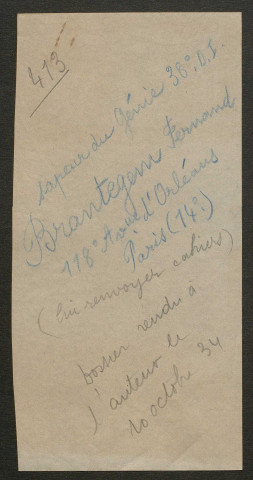 413
sapeur du Génie 38e D.I.
Brantegem Fernand
118 Ave d'Orléans
Paris (14e)
(lui renvoyer cahiers)
dossier rendu à
l'auteur le
10 octobre 34